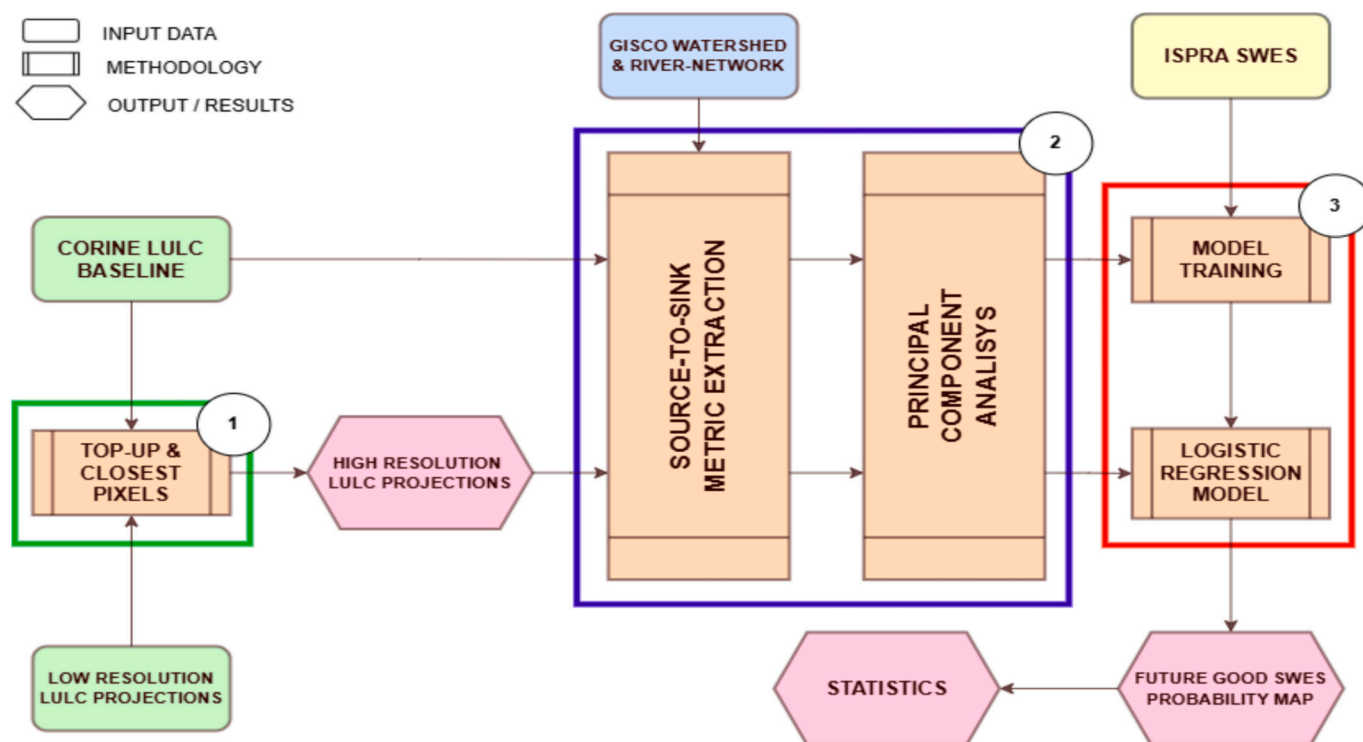 INPUT DATA
METHODOLOGY
OUTPUT / RESULTS
GISCO WATERSHED
& RIVER-NETWORK
ISPRA SWES
2
3
CORINE LULC
BASELINE
SOURCE-TO-SINK
METRIC EXTRACTION
PRINCIPAL
COMPONENT
ANALISYS
MODEL
TRAINING
1
TOP-UP &
CLOSEST
PIXELS
HIGH RESOLUTION
LULC PROJECTIONS
LOGISTIC
REGRESSION
MODEL
LOW RESOLUTION
LULC PROJECTIONS
STATISTICS
FUTURE GOOD SWES
PROBABILITY MAP